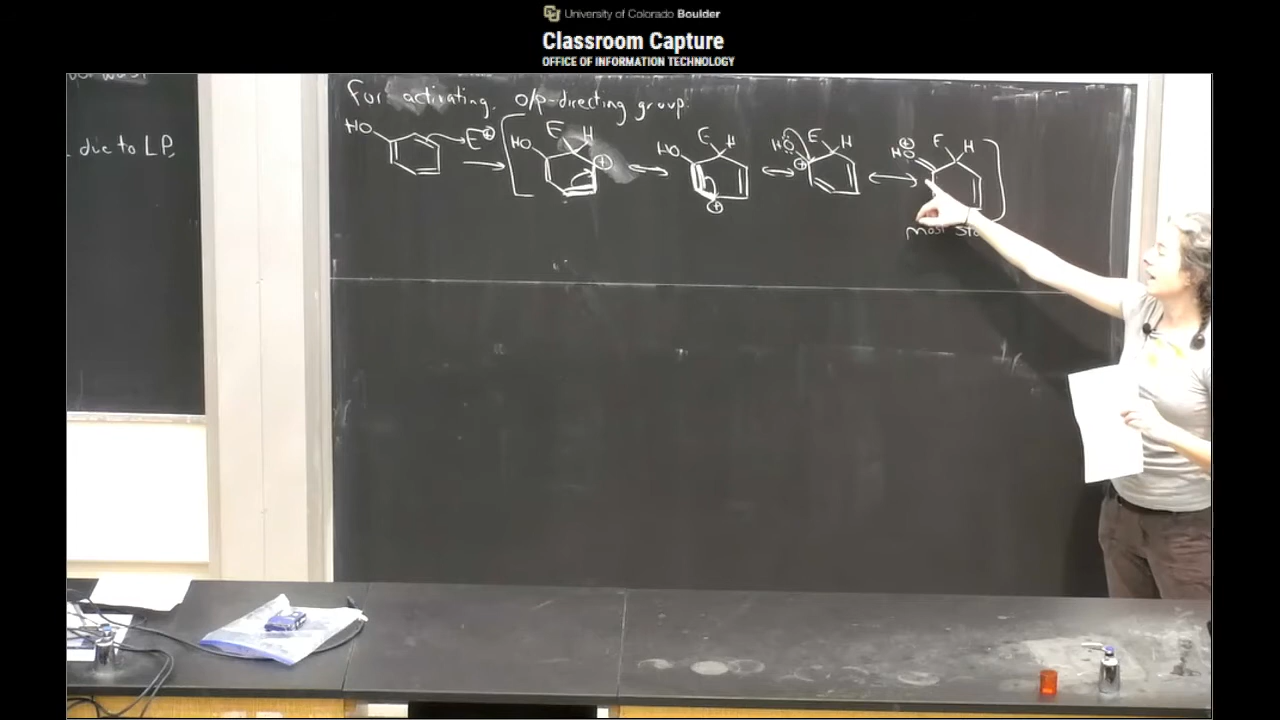 University of Colorado Boulder
Classroom Capture
OFFICE OF INFORMATION TECHNOLOGY
due to LP,
For activating, o/p-directing group:
HO E⊕ HO E H ⊕ HO E H ⊕ HÖ E H ⊕ ⊕ HO E H
most